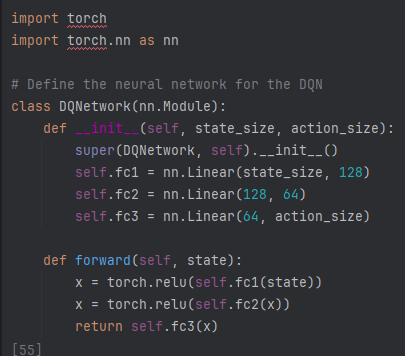 import torch
import torch.nn as nn
# Define the neural network for the DQN
class DQNetwork(nn.Module):
    def __init__(self, state_size, action_size):
        super(DQNetwork, self).__init__()
        self.fc1 = nn.Linear(state_size, 128)
        self.fc2 = nn.Linear(128, 64)
        self.fc3 = nn.Linear(64, action_size)
    def forward(self, state):
        x = torch.relu(self.fc1(state))
        x = torch.relu(self.fc2(x))
        return self.fc3(x)
[55]